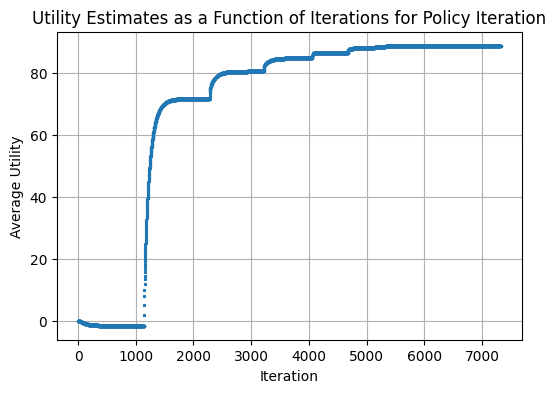 Utility Estimates as a Function of Iterations for Policy Iteration
Average Utility
80
60
40
20
0
0 1000 2000 3000 4000 5000 6000 7000
Iteration